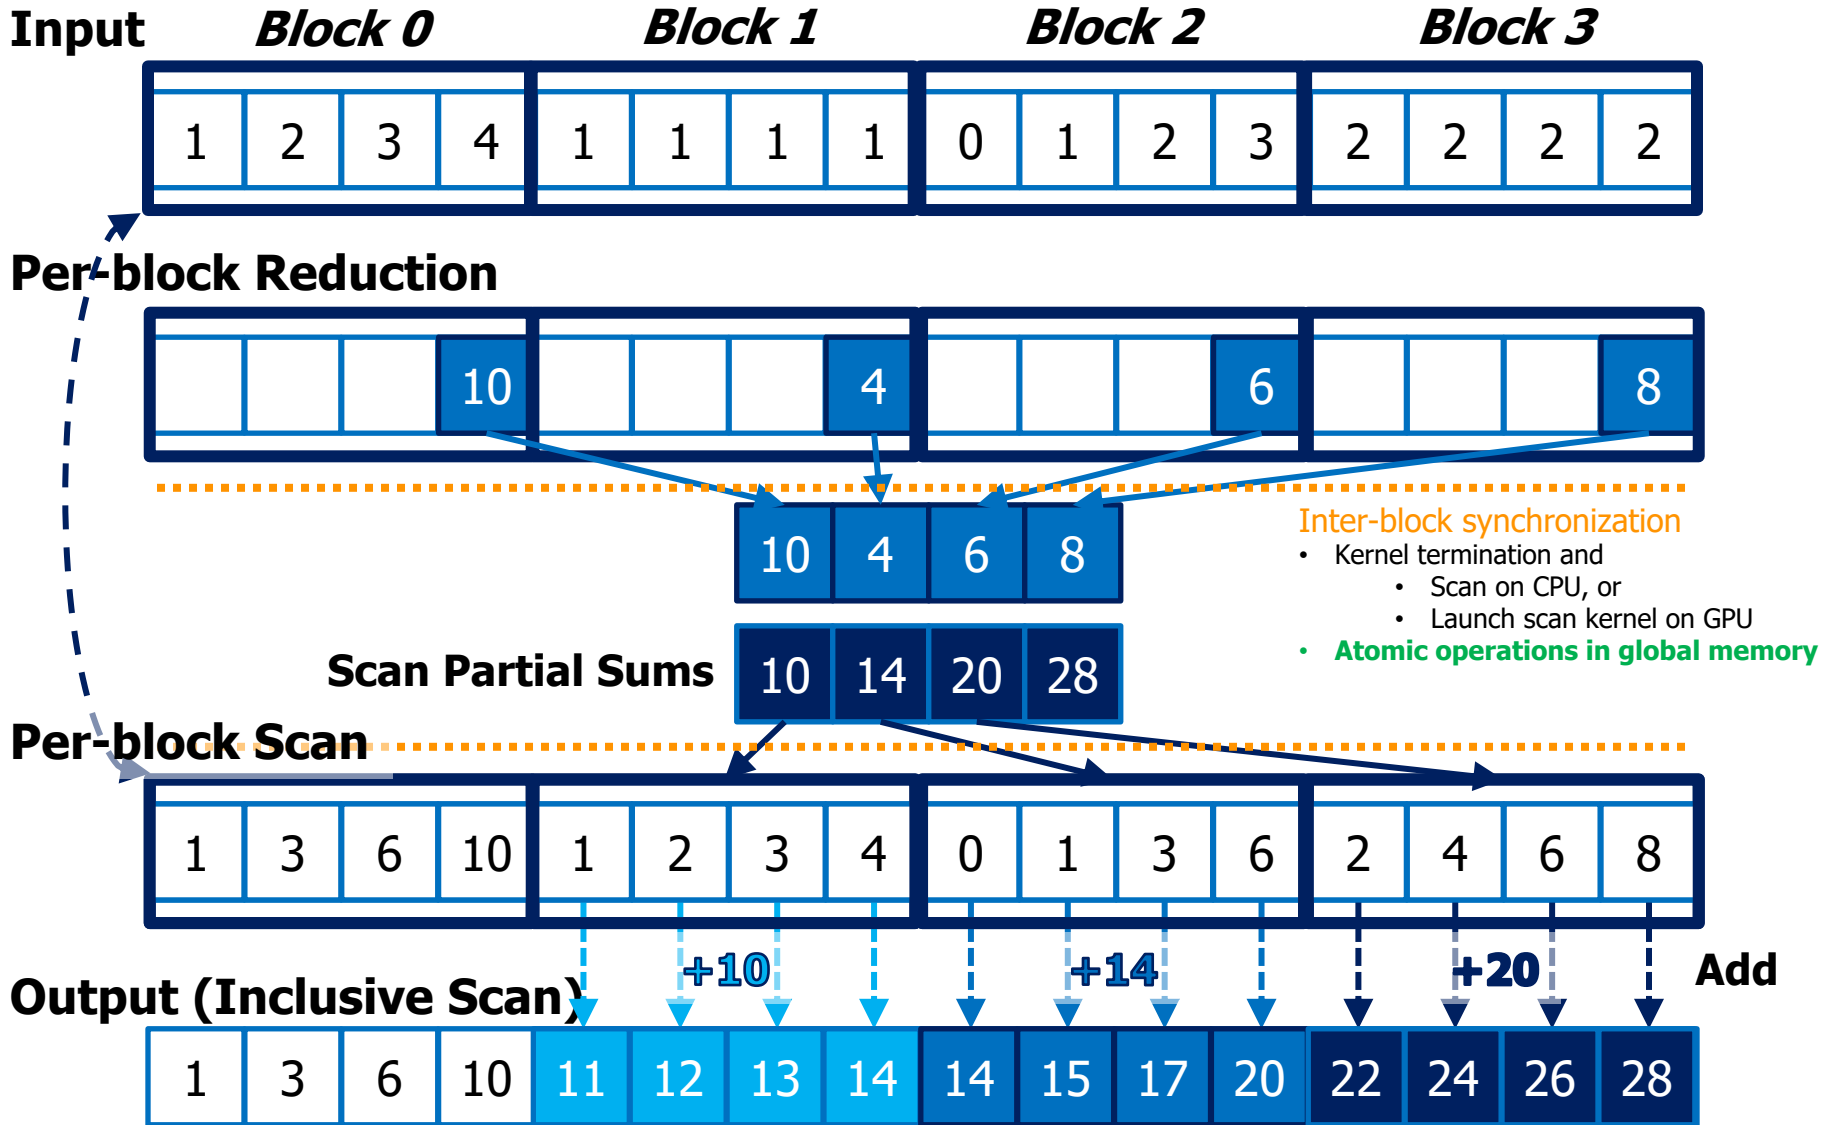 Input Block 0 Block 1 Block 2 Block 3
1 2 3 4 1 1 1 1 0 1 2 3 2 2 2 2
Per-block Reduction
10 4 6 8
10 4 6 8
Inter-block synchronization
• Kernel termination and
• Scan on CPU, or
• Launch scan kernel on GPU
• Atomic operations in global memory
Scan Partial Sums 10 14 20 28
Per-block Scan
1 3 6 10 1 2 3 4 0 1 3 6 2 4 6 8
+10 +14 +20 Add
Output (Inclusive Scan)
1 3 6 10 11 12 13 14 14 15 17 20 22 24 26 28